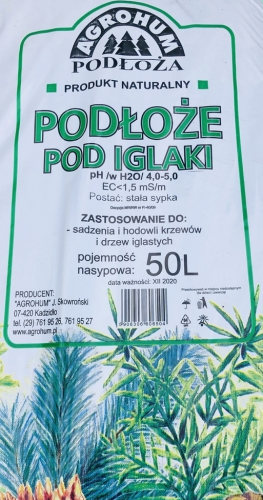 AGROHUM
PODŁOŻA
PRODUKT NATURALNY
PODŁOŻE
POD IGLAKI
pH /w H2O/ 4,0-5,0
EC<1,5 mS/m
Postać: stała sypka
ZASTOSOWANIE DO:
- sadzenia i hodowli krzewów
i drzew iglastych
pojemność
nasypowa: 50L
data ważności: XII 2020
PRODUCENT:
"AGROHUM" J. Skowroński
07-420 Kadzidło
tel. (29) 761 95 26, 761 95 27
www.agrohum.pl